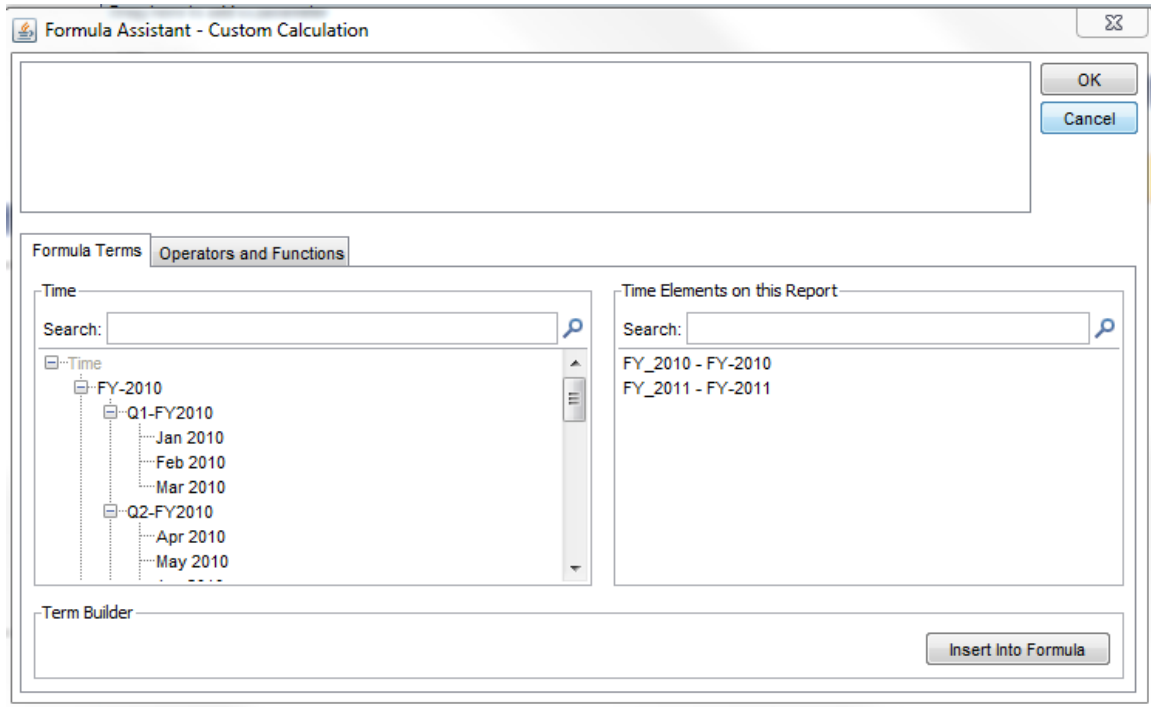 Formula Assistant - Custom Calculation
OK
Cancel
Formula Terms
Operators and Functions
Time
Search:
Time
FY-2010
Q1-FY2010
Jan 2010
Feb 2010
Mar 2010
Q2-FY2010
Apr 2010
May 2010
Time Elements on this Report
Search:
FY_2010 - FY-2010
FY_2011 - FY-2011
Term Builder
Insert Into Formula